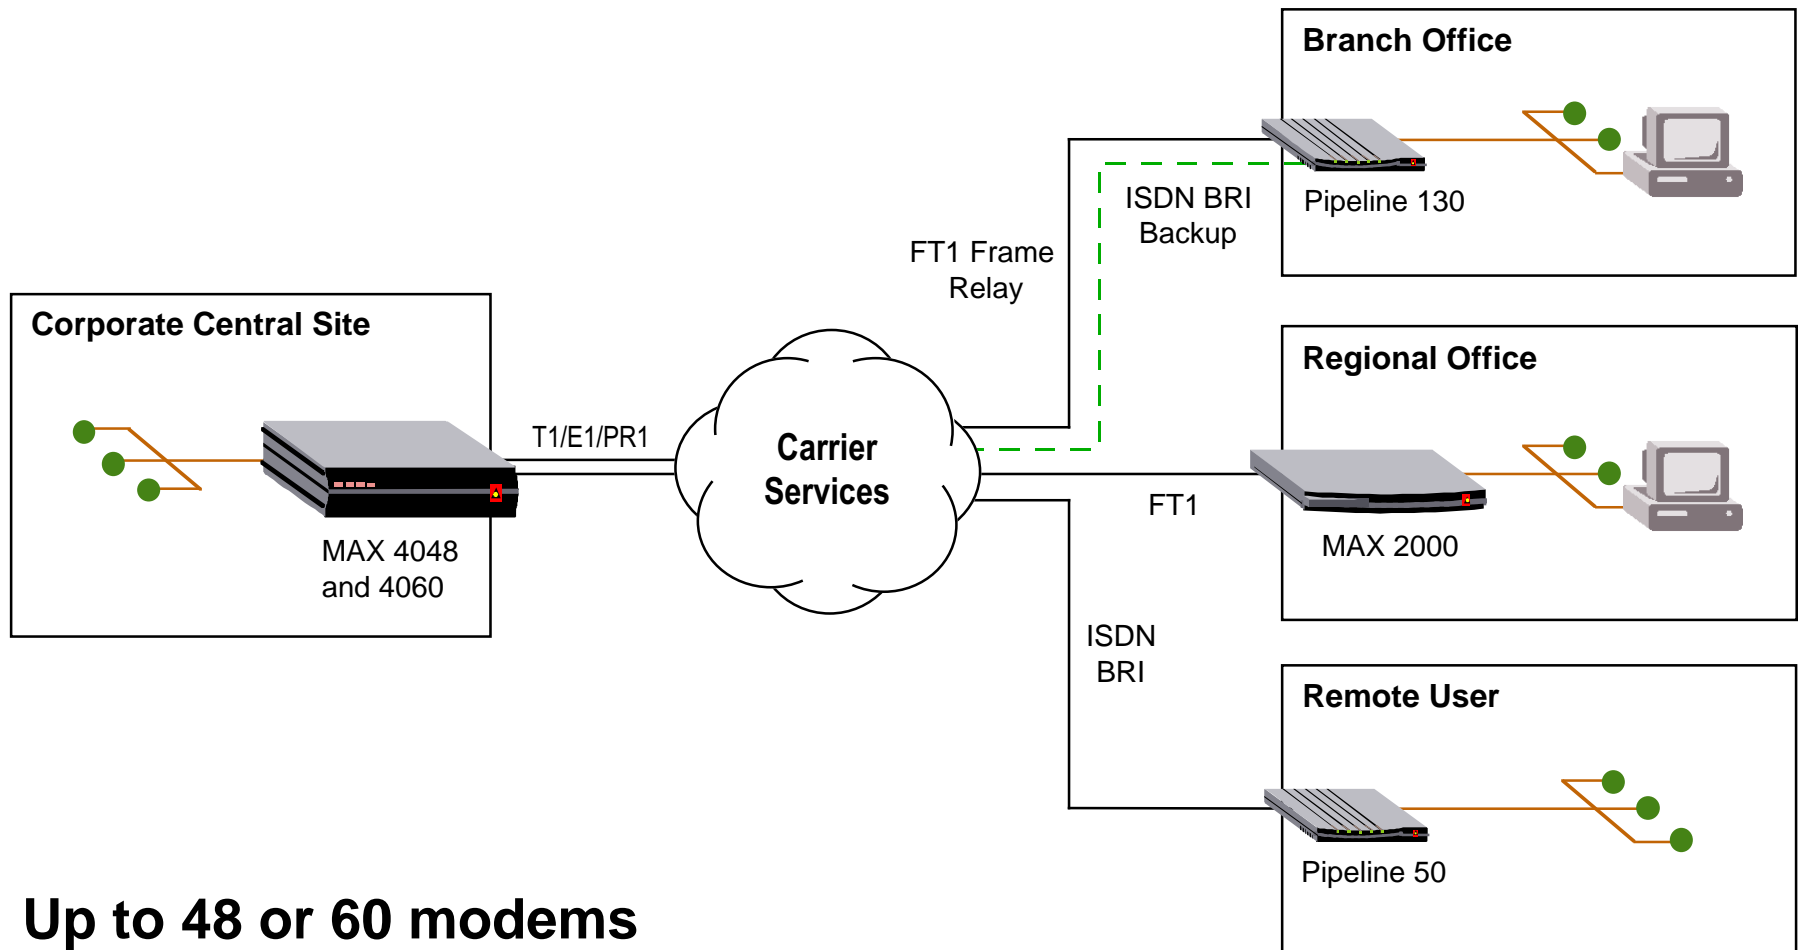 Branch Office
Pipeline 130
ISDN BRI
Backup
FT1 Frame
Relay
Corporate Central Site
T1/E1/PR1
MAX 4048
and 4060
Carrier
Services
Regional Office
FT1
MAX 2000
ISDN
BRI
Remote User
Pipeline 50
Up to 48 or 60 modems